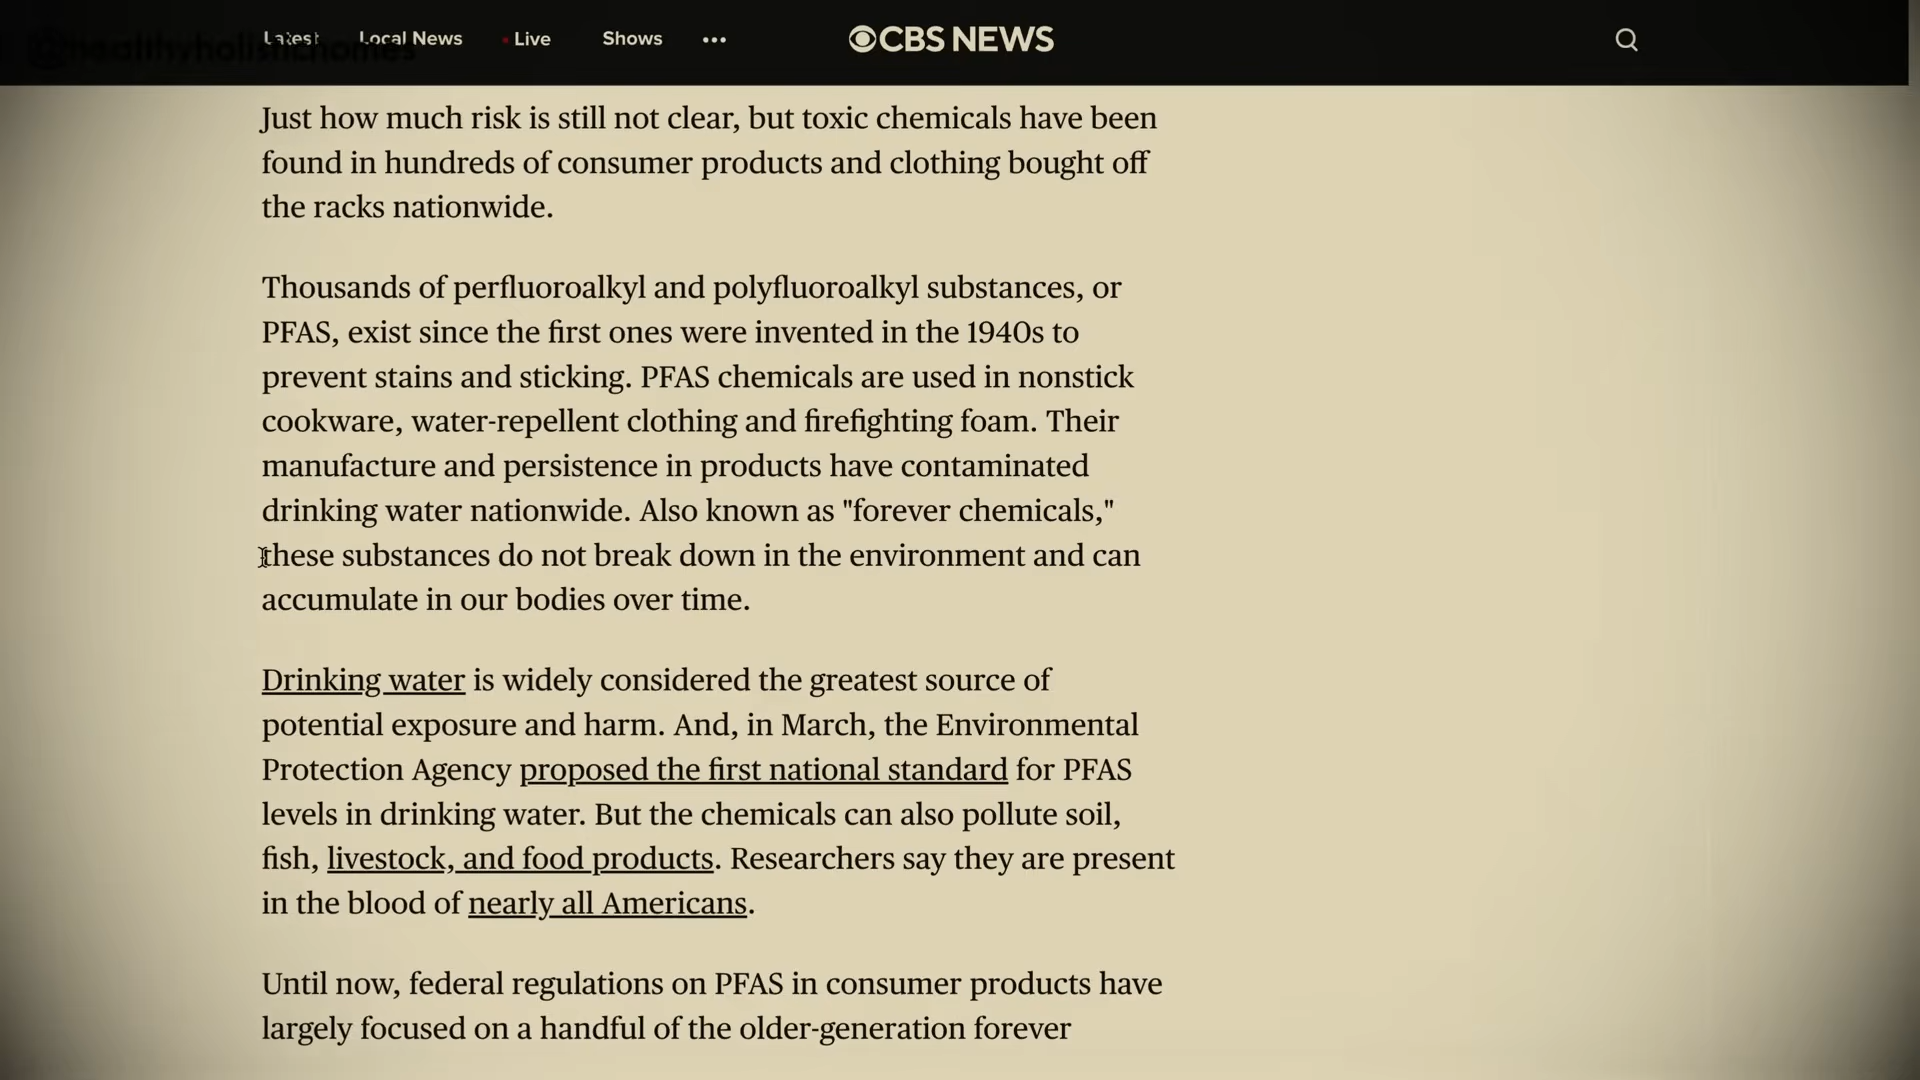 @healthyholistichomes
Latest Local News Live Shows ••• CBS NEWS
Just how much risk is still not clear, but toxic chemicals have been
found in hundreds of consumer products and clothing bought off
the racks nationwide.
Thousands of perfluoroalkyl and polyfluoroalkyl substances, or
PFAS, exist since the first ones were invented in the 1940s to
prevent stains and sticking. PFAS chemicals are used in nonstick
cookware, water-repellent clothing and firefighting foam. Their
manufacture and persistence in products have contaminated
drinking water nationwide. Also known as "forever chemicals,"
these substances do not break down in the environment and can
accumulate in our bodies over time.
Drinking water is widely considered the greatest source of
potential exposure and harm. And, in March, the Environmental
Protection Agency proposed the first national standard for PFAS
levels in drinking water. But the chemicals can also pollute soil,
fish, livestock, and food products. Researchers say they are present
in the blood of nearly all Americans.
Until now, federal regulations on PFAS in consumer products have
largely focused on a handful of the older-generation forever